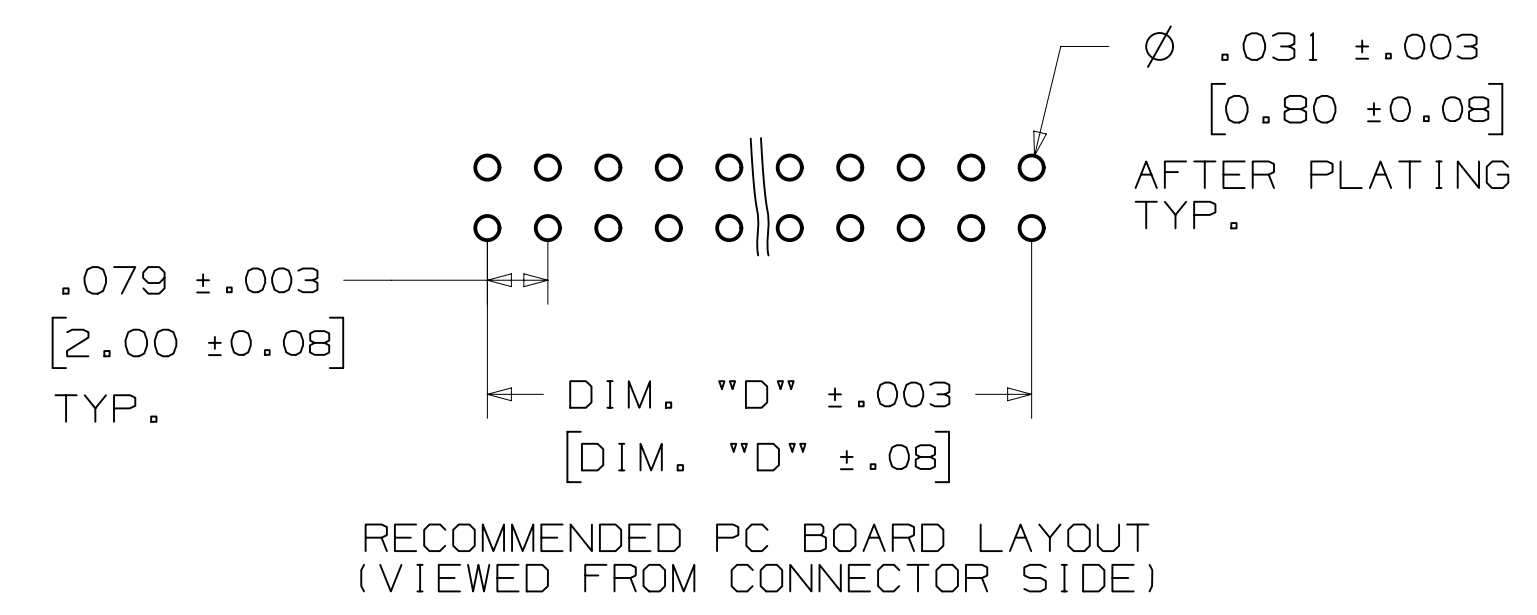 Ø .031 ±.003
[0.80 ±0.08]
AFTER PLATING
TYP.
.079 ±.003
[2.00 ±0.08]
TYP.
DIM. "D" ±.003
[DIM. "D" ±.08]
RECOMMENDED PC BOARD LAYOUT
(VIEWED FROM CONNECTOR SIDE)